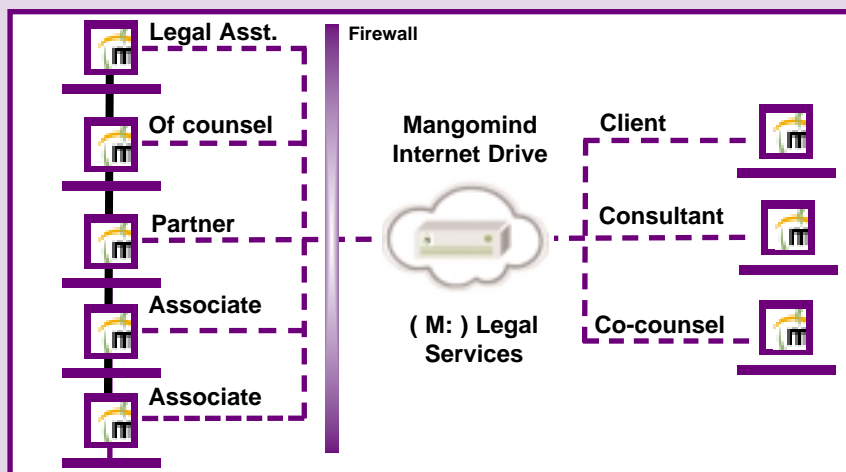 Legal Asst.
Firewall
Of counsel
Partner
Associate
Associate
Mangomind
Internet Drive
( M: ) Legal
Services
Client
Consultant
Co-counsel
m
m
m
m
m
m
m
m